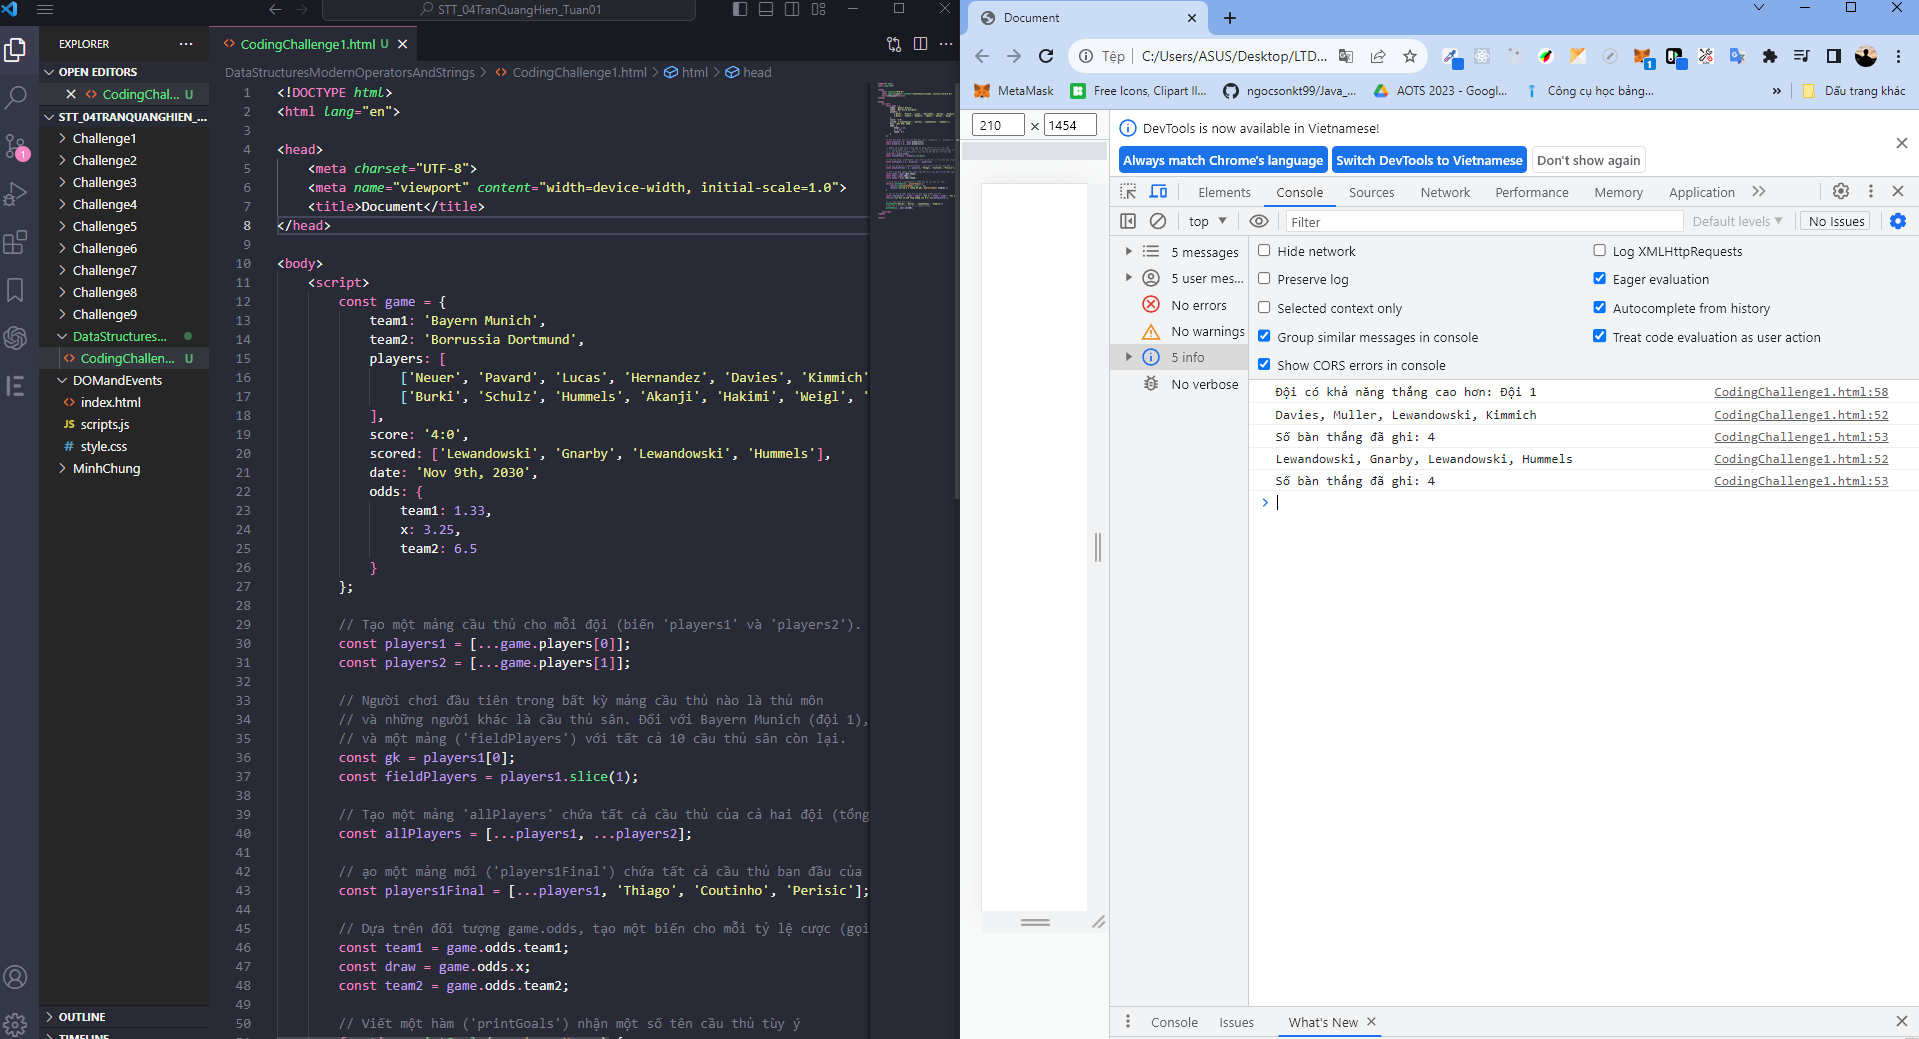 STT_04TranQuangHien_Tuan01
EXPLORER
OPEN EDITORS
CodingChal... U
STT_04TRANQUANGHIEN_...
Challenge1
Challenge2
Challenge3
Challenge4
Challenge5
Challenge6
Challenge7
Challenge8
Challenge9
DataStructures...
CodingChallen... U
DOMandEvents
index.html
JS scripts.js
# style.css
MinhChung
OUTLINE
TIMELINE
1
CodingChallenge1.html U
DataStructuresModernOperatorsAndStrings > CodingChallenge1.html > html > head
1 <!DOCTYPE html>
2 <html lang="en">
3
4 <head>
5 <meta charset="UTF-8">
6 <meta name="viewport" content="width=device-width, initial-scale=1.0">
7 <title>Document</title>
8 </head>
9
10 <body>
11 <script>
12 const game = {
13 team1: 'Bayern Munich',
14 team2: 'Borrussia Dortmund',
15 players: [
16 ['Neuer', 'Pavard', 'Lucas', 'Hernandez', 'Davies', 'Kimmich'
17 ['Burki', 'Schulz', 'Hummels', 'Akanji', 'Hakimi', 'Weigl', '
18 ],
19 score: '4:0',
20 scored: ['Lewandowski', 'Gnarby', 'Lewandowski', 'Hummels'],
21 date: 'Nov 9th, 2030',
22 odds: {
23 team1: 1.33,
24 x: 3.25,
25 team2: 6.5
26 }
27 };
28
29 // Tạo một mảng cầu thủ cho mỗi đội (biến 'players1' và 'players2').
30 const players1 = [...game.players[0]];
31 const players2 = [...game.players[1]];
32
33 // Người chơi đầu tiên trong bất kỳ mảng cầu thủ nào là thủ môn
34 // và những người khác là cầu thủ sân. Đối với Bayern Munich (đội 1),
35 // và một mảng ('fieldPlayers') với tất cả 10 cầu thủ sân còn lại.
36 const gk = players1[0];
37 const fieldPlayers = players1.slice(1);
38
39 // Tạo một mảng 'allPlayers' chứa tất cả cầu thủ của cả hai đội (tổng
40 const allPlayers = [...players1, ...players2];
41
42 // ạo một mảng mới ('players1Final') chứa tất cả cầu thủ ban đầu của
43 const players1Final = [...players1, 'Thiago', 'Coutinho', 'Perisic'];
44
45 // Dựa trên đối tượng game.odds, tạo một biến cho mỗi tỷ lệ cược (gọi
46 const team1 = game.odds.team1;
47 const draw = game.odds.x;
48 const team2 = game.odds.team2;
49
50 // Viết một hàm ('printGoals') nhận một số tên cầu thủ tùy ý
Document
Tệp | C:/Users/ASUS/Desktop/LTD...
1
MetaMask
Free Icons, Clipart Il...
ngocsonkt99/Java_...
AOTS 2023 - Googl...
Công cụ học bảng...
»
Dấu trang khác
210 × 1454
DevTools is now available in Vietnamese!
Always match Chrome's language
Switch DevTools to Vietnamese
Don't show again
Elements Console Sources Network Performance Memory Application
top Filter Default levels No Issues
5 messages
5 user mes...
No errors
No warnings
5 info
No verbose
Hide network
Log XMLHttpRequests
Preserve log
Eager evaluation
Selected context only
Autocomplete from history
Group similar messages in console
Treat code evaluation as user action
Show CORS errors in console
Đội có khả năng thắng cao hơn: Đội 1 CodingChallenge1.html:58
Davies, Muller, Lewandowski, Kimmich CodingChallenge1.html:52
Số bàn thắng đã ghi: 4 CodingChallenge1.html:53
Lewandowski, Gnarby, Lewandowski, Hummels CodingChallenge1.html:52
Số bàn thắng đã ghi: 4 CodingChallenge1.html:53
>
Console Issues What's New